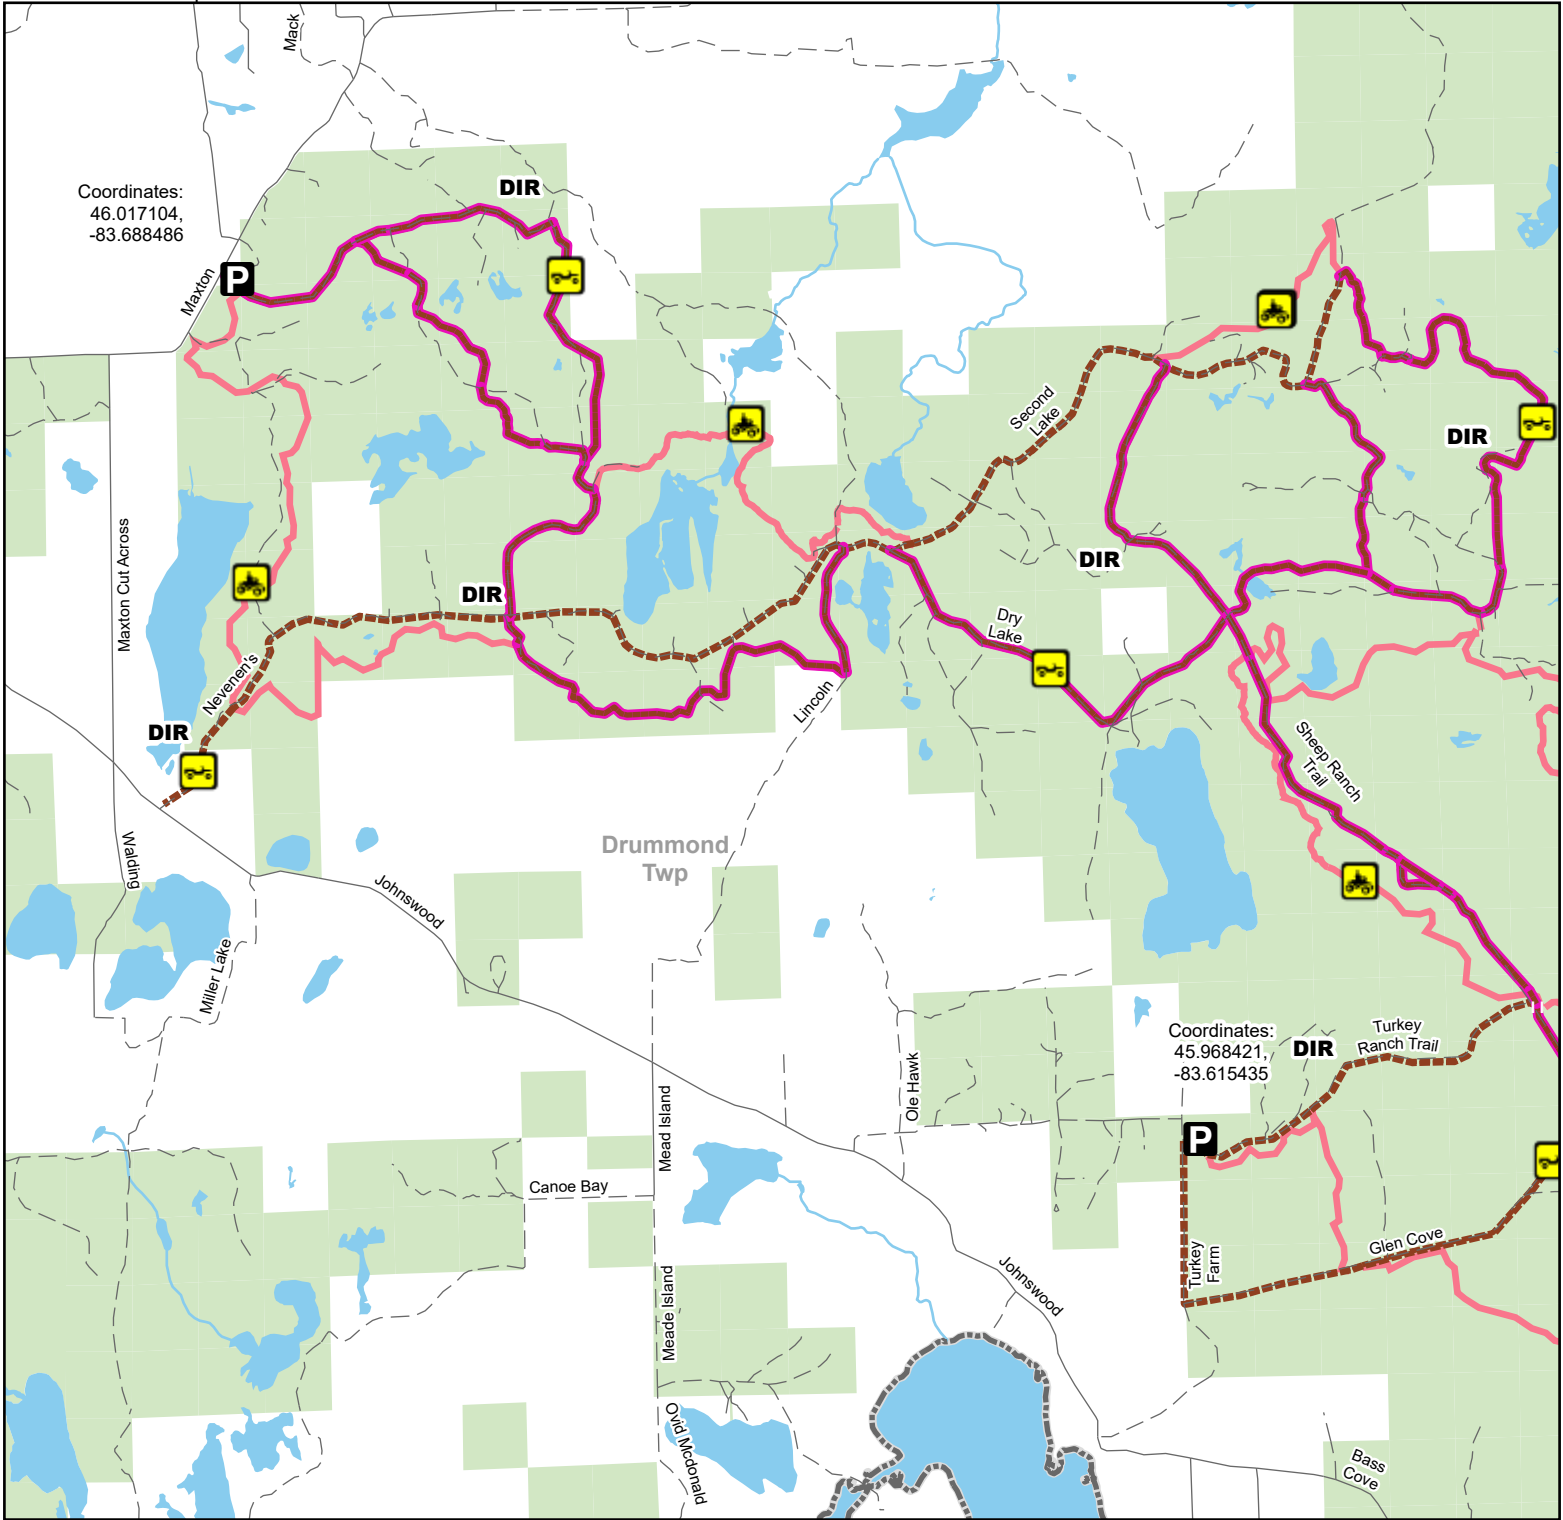 Mack
DIR
Coordinates:
46.017104,
-83.688486
P
Maxton
Second
Lake
DIR
Maxton Cut Across
DIR
DIR
Dry
Lake
Nevenen's
Lincoln
DIR
Sheep Ranch
Trail
Drummond
Twp
Walding
Johnswood
Miller Lake
Coordinates:
45.968421,
-83.615435
DIR
Turkey
Ranch Trail
Ole Hawk
Mead Island
P
Canoe Bay
Turkey
Farm
Glen Cove
Johnswood
Meade Island
Ovid Mcdonald
Bass
Cove